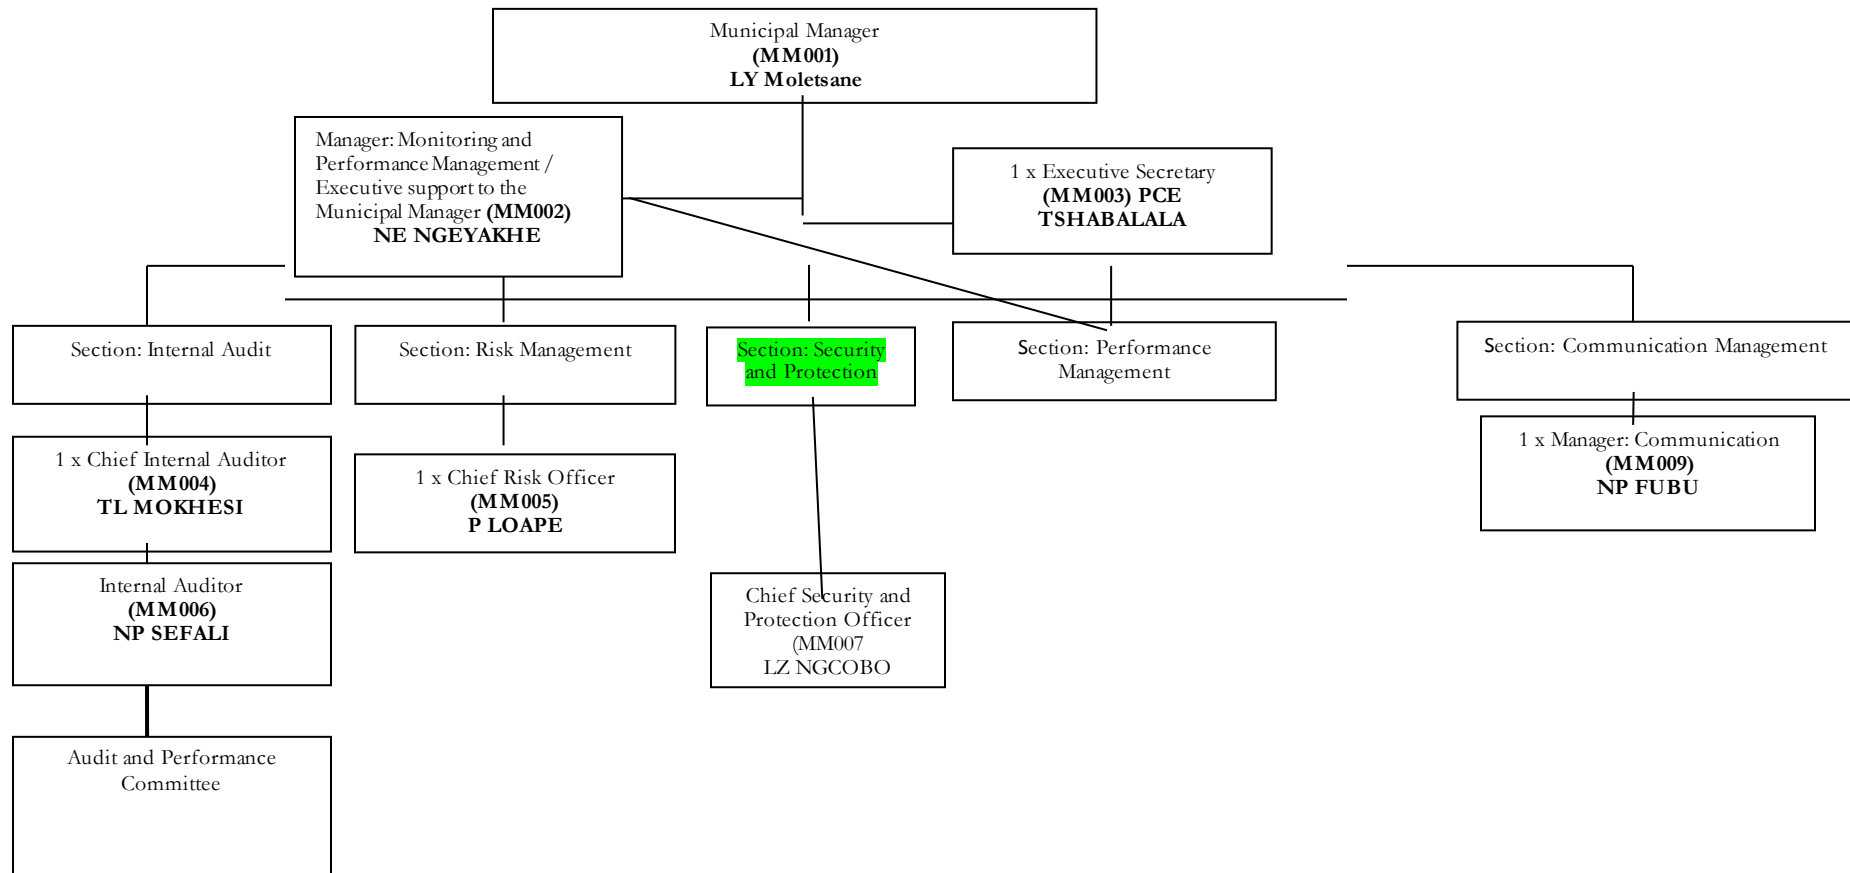 Municipal Manager
(MM001)
LY Moletsane
Manager: Monitoring and
Performance Management /
Executive support to the
Municipal Manager (MM002)
NE NGEYAKHE
1 x Executive Secretary
(MM003) PCE
TSHABALALA
Section: Internal Audit
Section: Risk Management
Section: Security
and Protection
Section: Performance
Management
Section: Communication Management
1 x Chief Internal Auditor
(MM004)
TL MOKHESI
1 x Chief Risk Officer
(MM005)
P LOAPE
1 x Manager: Communication
(MM009)
NP FUBU
Internal Auditor
(MM006)
NP SEFALI
Chief Security and
Protection Officer
(MM007
LZ NGCOBO
Audit and Performance
Committee